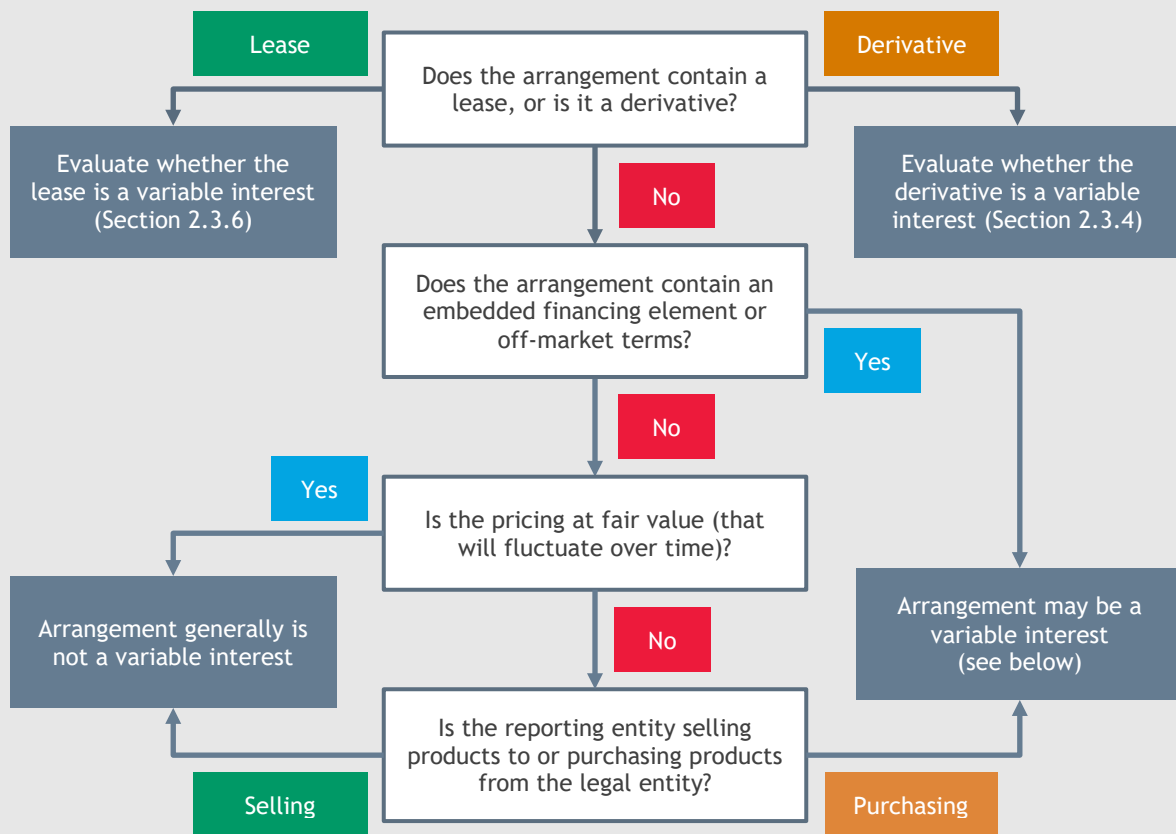 Lease
Derivative
Does the arrangement contain a
lease, or is it a derivative?
Evaluate whether the
lease is a variable interest
(Section 2.3.6)
Evaluate whether the
derivative is a variable
interest (Section 2.3.4)
No
Does the arrangement contain an
embedded financing element or
off-market terms?
Yes
No
Yes
Is the pricing at fair value (that
will fluctuate over time)?
Arrangement generally is
not a variable interest
No
Arrangement may be a
variable interest
(see below)
Is the reporting entity selling
products to or purchasing products
from the legal entity?
Selling
Purchasing